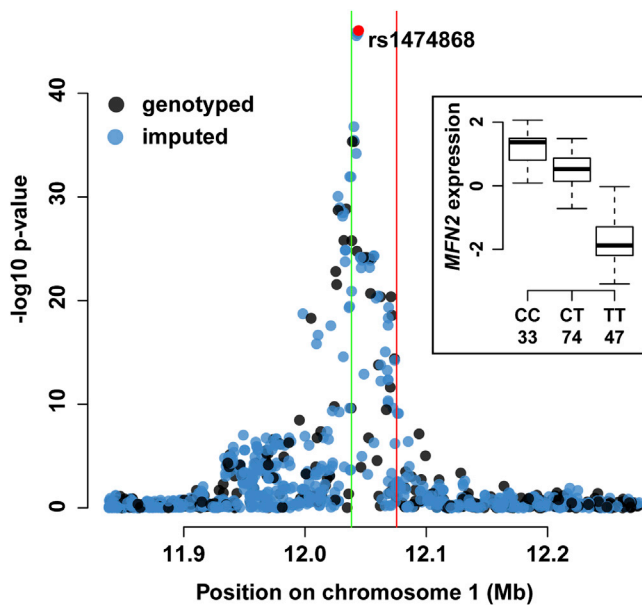 rs1474868
genotyped
imputed
-log10 p-value
0
10
20
30
40
11.9
12.0
12.1
12.2
Position on chromosome 1 (Mb)
MFN2 expression
2
0
-2
CC CT TT
33 74 47